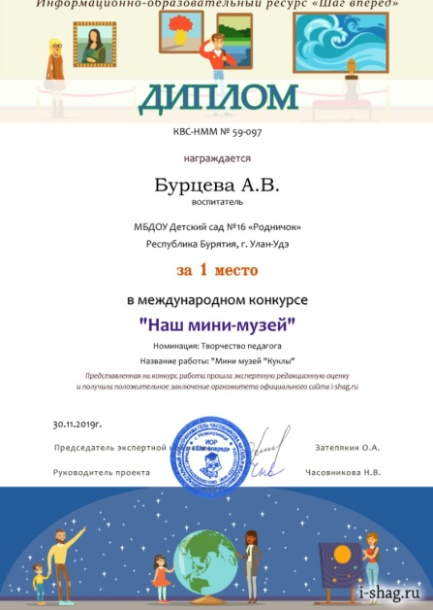 Информационно-образовательный ресурс «Шаг вперед»
ДИПЛОМ
КВС-НММ № 59-097
награждается
Бурцева А.В.
воспитатель
МБДОУ Детский сад №16 «Родничок»
Республика Бурятия, г. Улан-Удэ
за 1 место
в международном конкурсе
"Наш мини-музей"
Номинация: Творчество педагога
Название работы: "Мини музей "Куклы"
Представленная на конкурс работа прошла экспертную редакционную оценку
и получила положительное заключение оргкомитета официального сайта i-shag.ru
30.11.2019г.
Председатель экспертной
Затепякин О.А.
Руководитель проекта
Часовникова Н.В.
ИОР
«Шаг вперед»
i-shag.ru